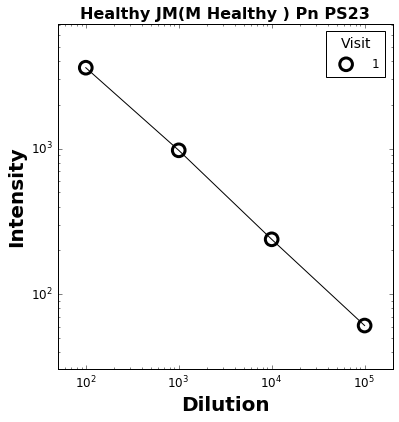 Healthy JM(M Healthy ) Pn PS23
Visit
1
Intensity
10³
10²
10² 10³ 10⁴ 10⁵
Dilution